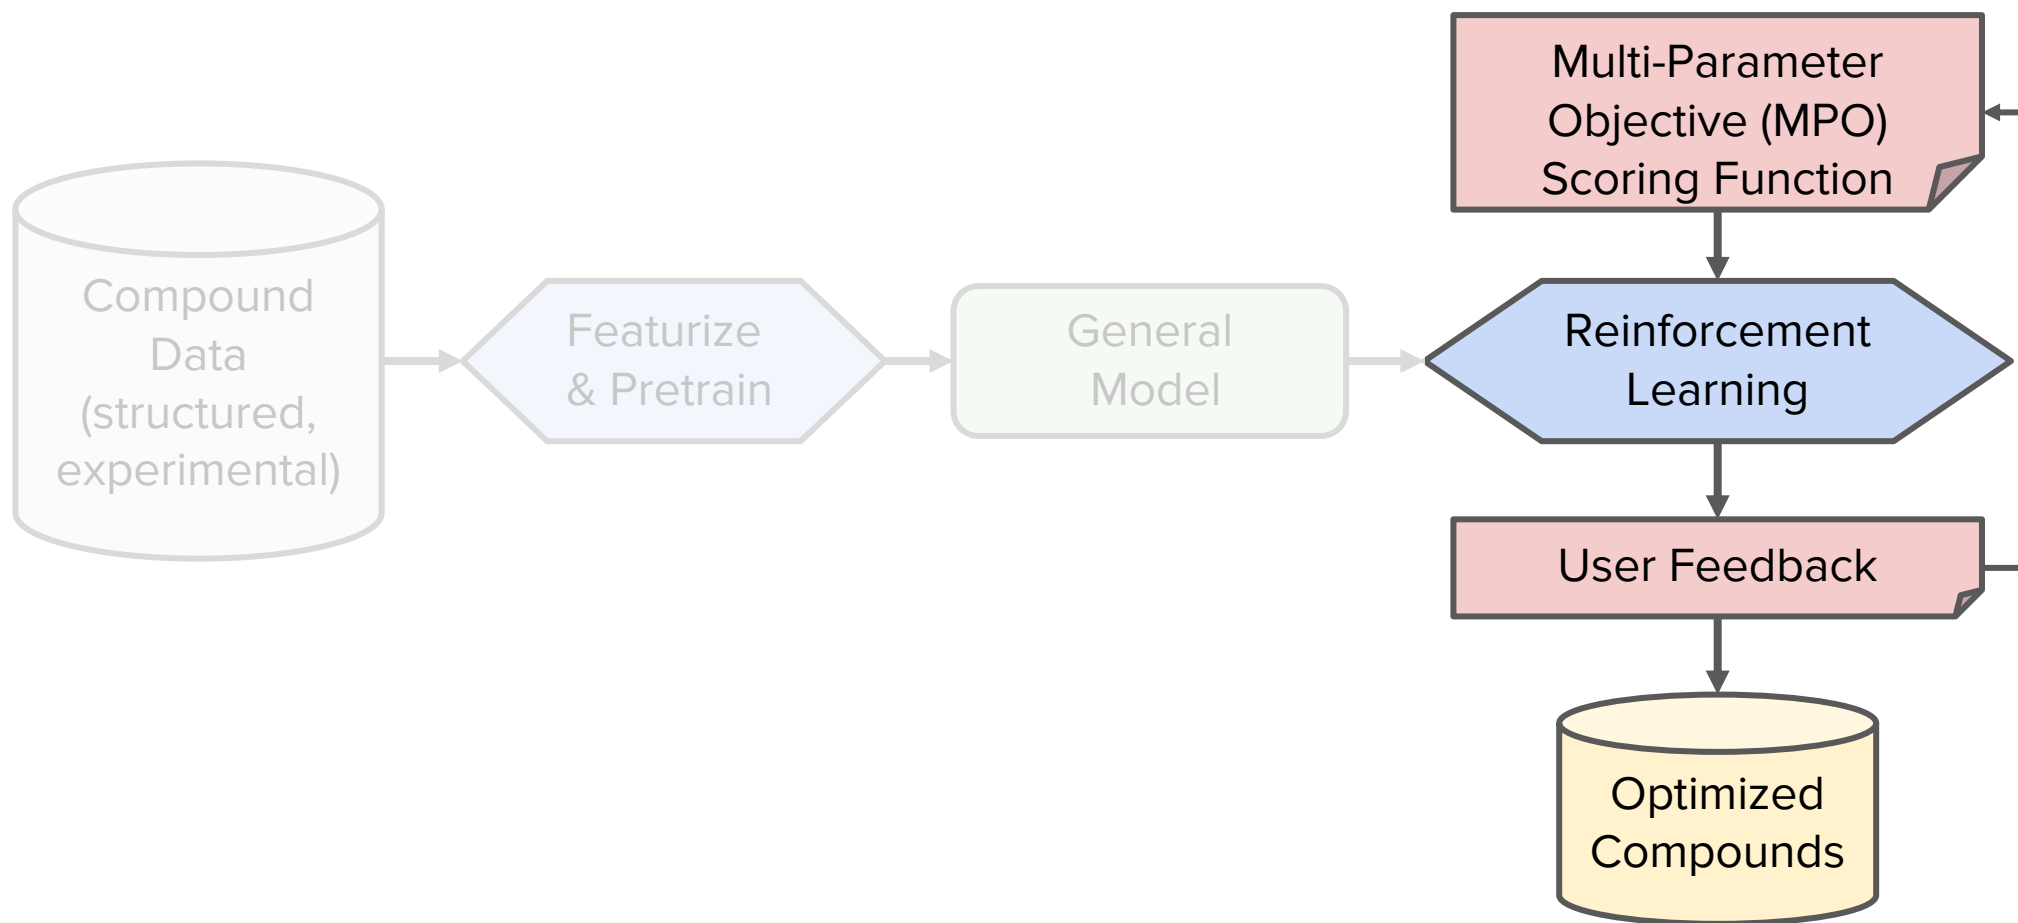 Compound
Data
(structured,
experimental)
Featurize
& Pretrain
General
Model
Multi-Parameter
Objective (MPO)
Scoring Function
Reinforcement
Learning
User Feedback
Optimized
Compounds